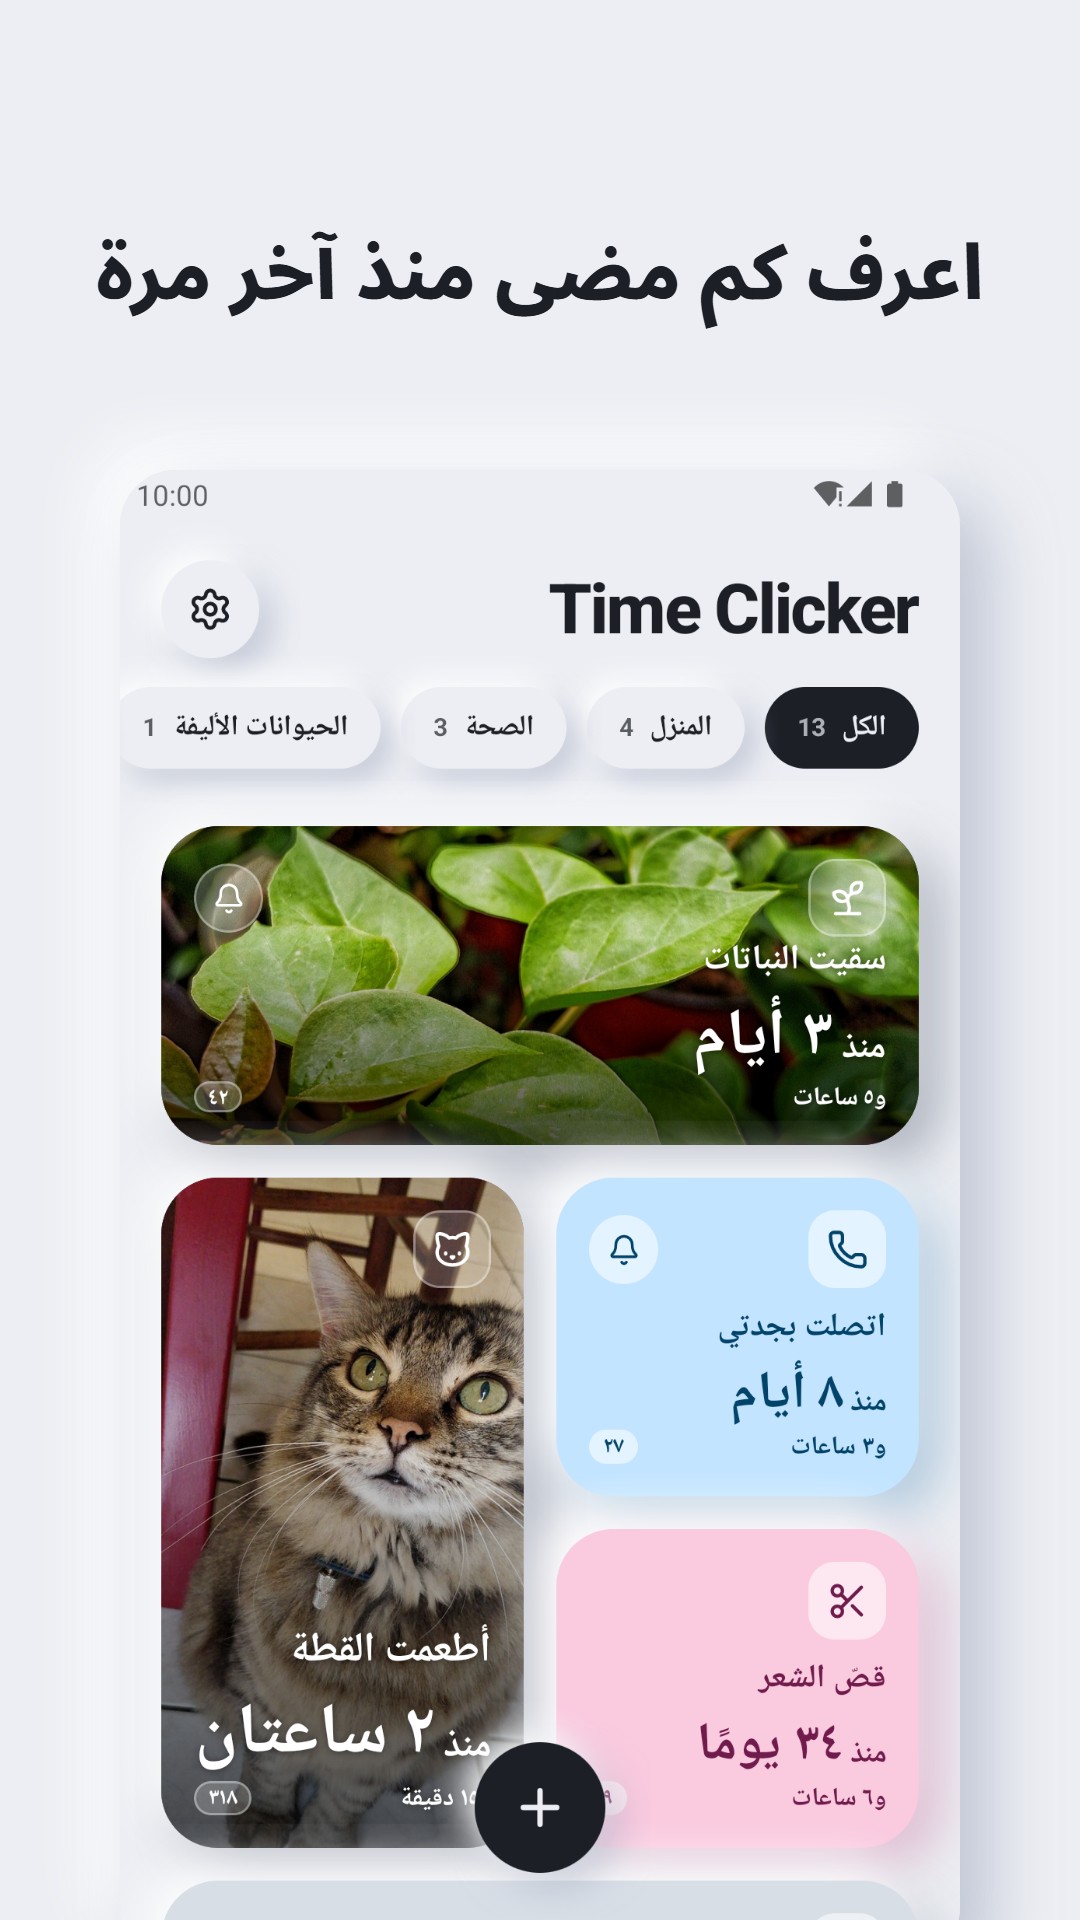 اعرف كم مضى منذ آخر مرة
10:00
Time Clicker
الكل 13
المنزل 4
الصحة 3
الحيوانات الأليفة 1
سقيت النباتات
منذ ٣ أيام
و٥ ساعات
٤٢
اتصلت بجدتي
منذ ٨ أيام
و٣ ساعات
٢٧
أطعمت القطة
منذ ٢ ساعتان
دقيقة
٣١٨
قصّ الشعر
منذ ٣٤ يومًا
و٦ ساعات